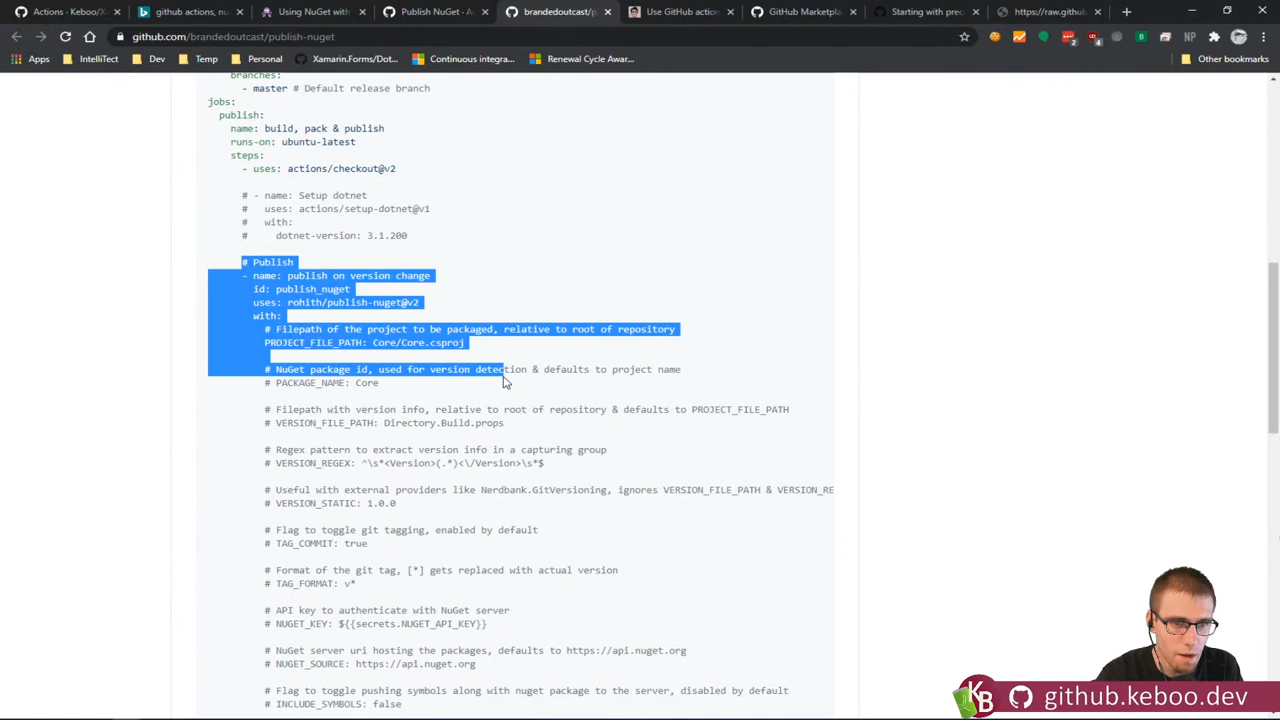 Actions - Keboo/X
github actions, nu
Using NuGet with
Publish NuGet - A
brandedoutcast/p
Use GitHub action
GitHub Marketpla
Starting with prec
https://raw.githu
github.com/brandedoutcast/publish-nuget
Apps
IntelliTect
Dev
Temp
Personal
Xamarin.Forms/Dot...
Continuous integra...
Renewal Cycle Awar...
Other bookmarks
branches:
- master # Default release branch
jobs:
publish:
name: build, pack & publish
runs-on: ubuntu-latest
steps:
- uses: actions/checkout@v2
# - name: Setup dotnet
#   uses: actions/setup-dotnet@v1
#   with:
#     dotnet-version: 3.1.200
# Publish
- name: publish on version change
id: publish_nuget
uses: rohith/publish-nuget@v2
with:
# Filepath of the project to be packaged, relative to root of repository
PROJECT_FILE_PATH: Core/Core.csproj
# NuGet package id, used for version detection & defaults to project name
# PACKAGE_NAME: Core
# Filepath with version info, relative to root of repository & defaults to PROJECT_FILE_PATH
# VERSION_FILE_PATH: Directory.Build.props
# Regex pattern to extract version info in a capturing group
# VERSION_REGEX: ^\s*<Version>(.*)<\/Version>\s*$
# Useful with external providers like Nerdbank.GitVersioning, ignores VERSION_FILE_PATH & VERSION_RE
# VERSION_STATIC: 1.0.0
# Flag to toggle git tagging, enabled by default
# TAG_COMMIT: true
# Format of the git tag, [*] gets replaced with actual version
# TAG_FORMAT: v*
# API key to authenticate with NuGet server
# NUGET_KEY: ${{secrets.NUGET_API_KEY}}
# NuGet server uri hosting the packages, defaults to https://api.nuget.org
# NUGET_SOURCE: https://api.nuget.org
# Flag to toggle pushing symbols along with nuget package to the server, disabled by default
# INCLUDE_SYMBOLS: false
KB github.keboo.dev